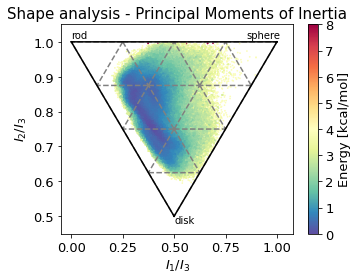 Shape analysis - Principal Moments of Inertia
rod
sphere
disk
1.0
0.9
0.8
0.7
0.6
0.5
I2/I3
0.00
0.25
0.50
0.75
1.00
I1/I3
8
7
6
5
4
3
2
1
0
Energy [kcal/mol]